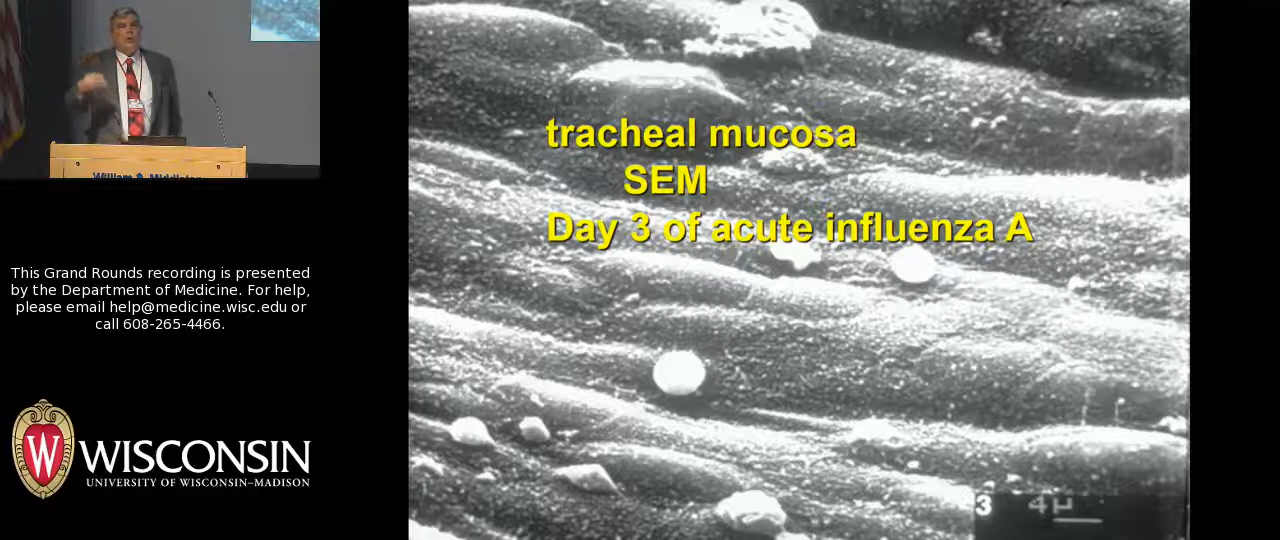 tracheal mucosa
SEM
Day 3 of acute influenza A
3 4µ
William S. Middleton
This Grand Rounds recording is presented
by the Department of Medicine. For help,
please email help@medicine.wisc.edu or
call 608-265-4466.
W WISCONSIN
UNIVERSITY OF WISCONSIN–MADISON